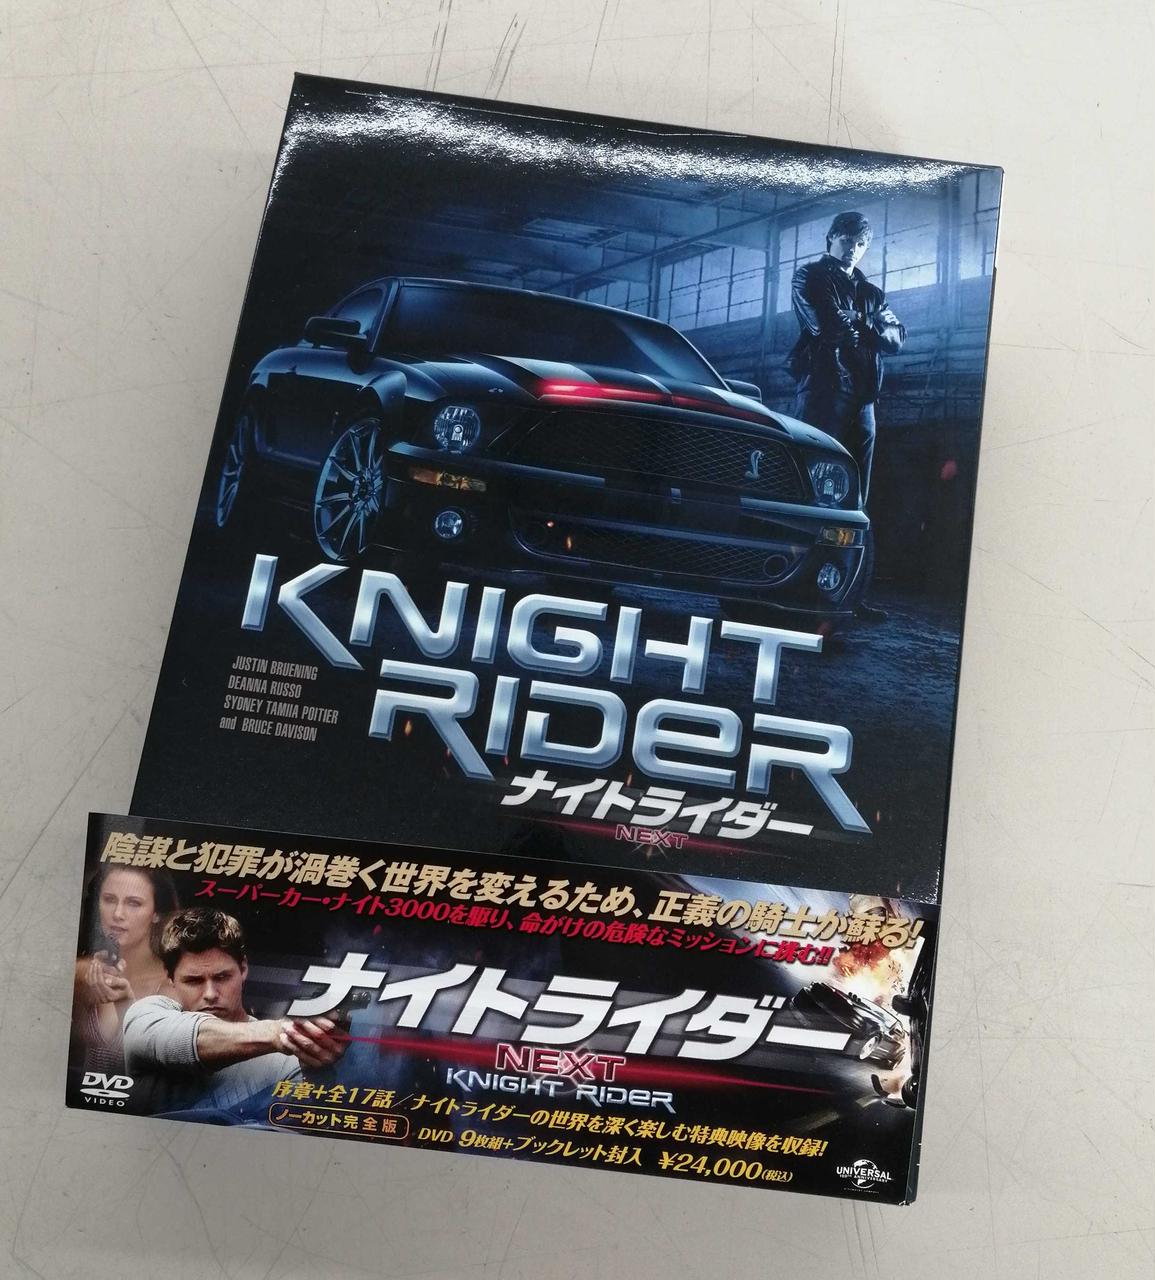 KNIGHT
RIDER
JUSTIN BRUENING
DEANNA RUSSO
SYDNEY TAMIIA POITIER
and BRUCE DAVISON
ナイトライダー
NEXT
陰謀と犯罪が渦巻く世界を変えるため、正義の騎士が蘇る!
スーパーカー・ナイト3000を駆り、命がけの危険なミッションに挑む!!
ナイトライダー
NEXT
KNIGHT RIDER
DVD
VIDEO
序章+全17話/ナイトライダーの世界を深く楽しむ特典映像を収録!
ノーカット完全版 DVD 9枚組+ブックレット封入 ¥24,000(税込)
UNIVERSAL
100TH ANNIVERSARY